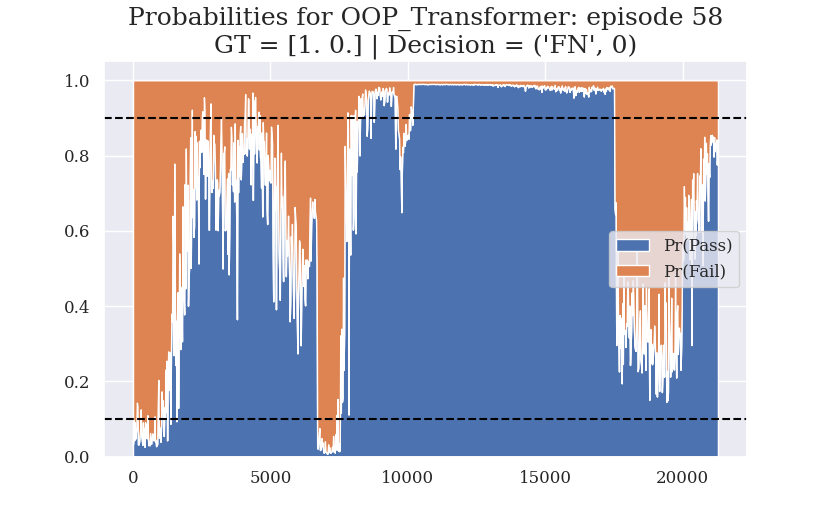 Probabilities for OOP_Transformer: episode 58
GT = [1. 0.] | Decision = ('FN', 0)
1.0
0.8
0.6
0.4
0.2
0.0
Pr(Pass)
Pr(Fail)
0 5000 10000 15000 20000